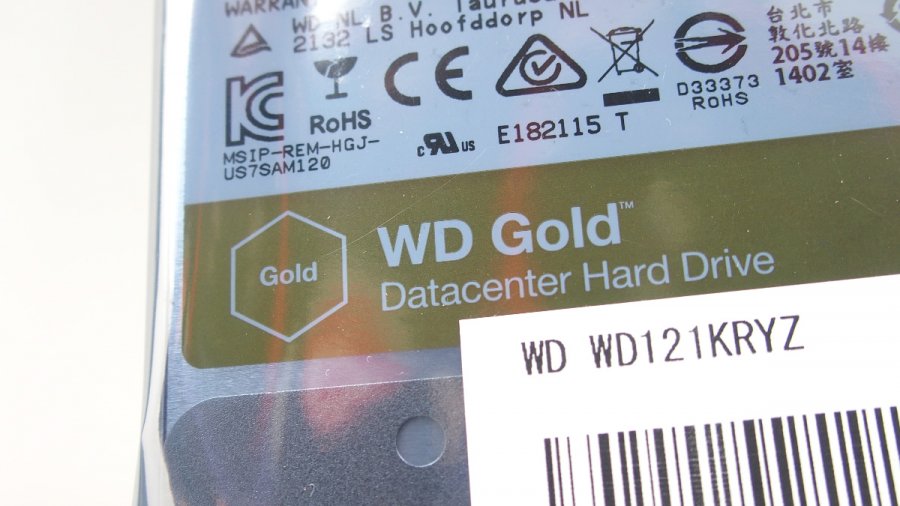 WD NL B.V.
2132 LS Hoofddorp NL
台北市
敦化北路
205號14樓
1402室
D33373
RoHS
RoHS
MSIP-REM-HGJ-
US7SAM120
c RU US
E182115 T
Gold
WD Gold™
Datacenter Hard Drive
WD WD121KRYZ